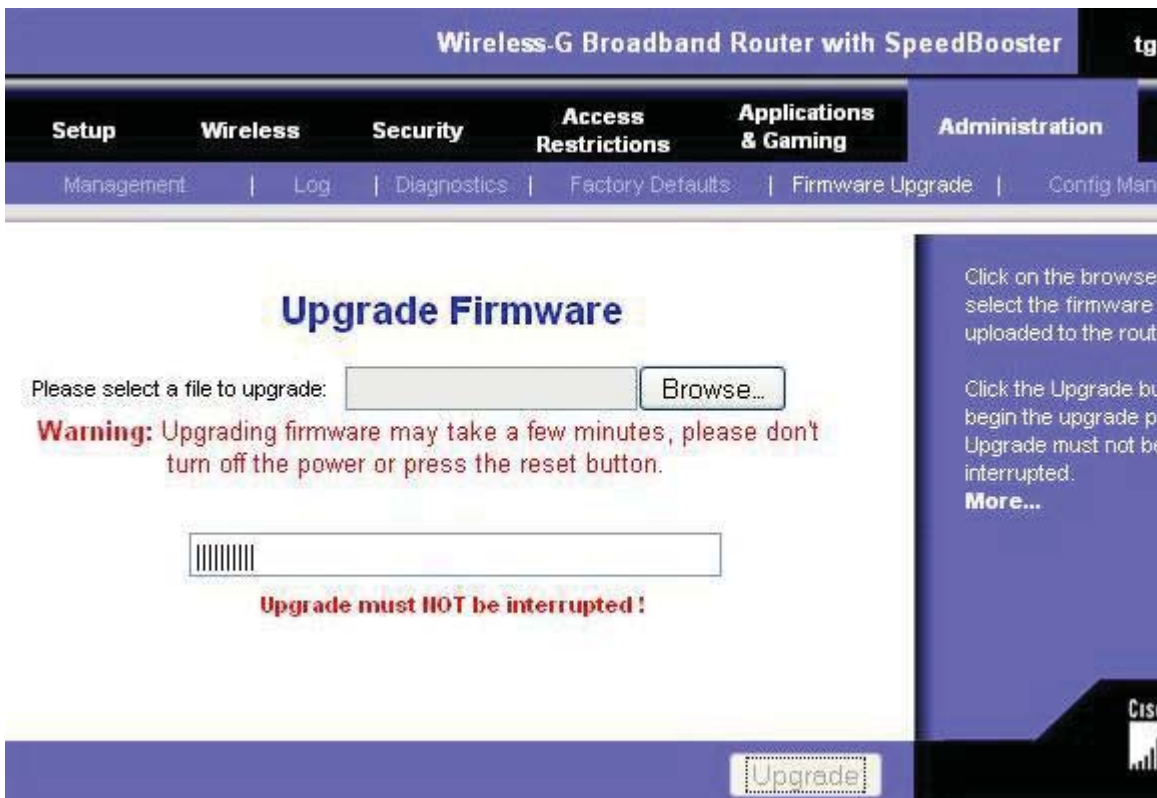 Wireless-G Broadband Router with SpeedBooster
Setup
Wireless
Security
Access
Restrictions
Applications
& Gaming
Administration
Management | Log | Diagnostics | Factory Defaults | Firmware Upgrade | Config
Upgrade Firmware
Please select a file to upgrade:
Browse...
Warning: Upgrading firmware may take a few minutes, please don't
turn off the power or press the reset button.
||||||||||
Upgrade must NOT be interrupted !
Click on the browse
select the firmware
uploaded to the
Click the Upgrade
begin the upgrade
Upgrade must not be
interrupted.
More...
Upgrade